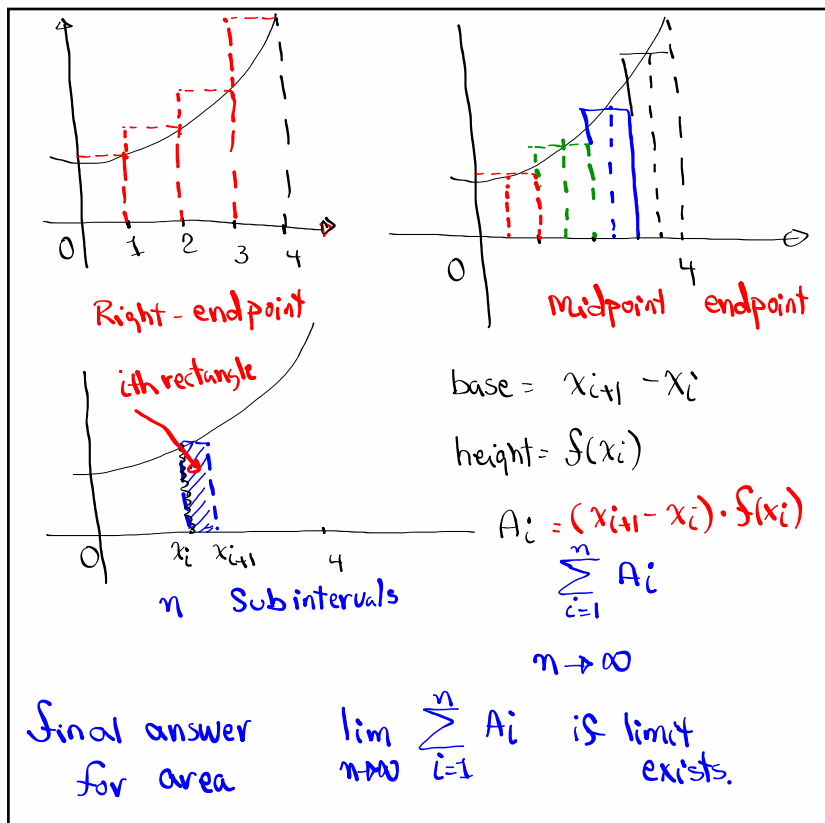 0 1 2 3 4
Right-endpoint
0 4
Midpoint endpoint
ith rectangle
0 xᵢ xᵢ₊₁ 4
n Subintervals
base = xᵢ₊₁ - xᵢ
height = f(xᵢ)
Aᵢ = (xᵢ₊₁ - xᵢ) · f(xᵢ)
∑ᵢ₌₁ⁿ Aᵢ
n → ∞
final answer for area
lim n→∞ ∑ᵢ₌₁ⁿ Aᵢ if limit exists.